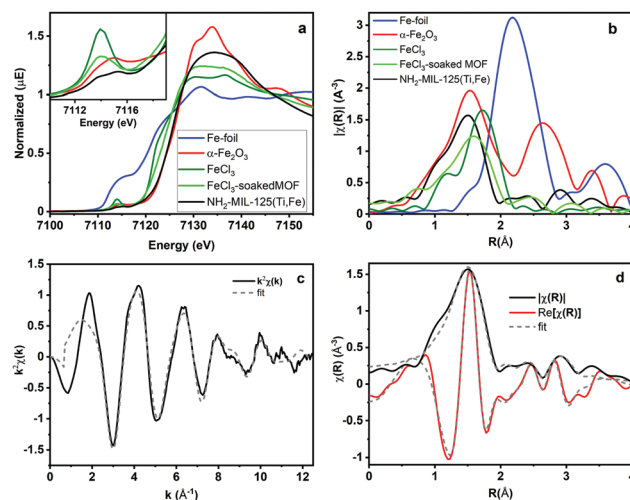 a
Normalized (μE)
1.5
1
0.5
0
7100
7110
7120
7130
7140
7150
Energy (eV)
7112
7116
Energy (eV)
Fe-foil
α-Fe₂O₃
FeCl₃
FeCl₃-soakedMOF
NH₂-MIL-125(Ti,Fe)
b
|χ(R)| (Å⁻³)
3
2.5
2
1.5
1
0.5
0
0
1
2
3
4
R(Å)
Fe-foil
α-Fe₂O₃
FeCl₃
FeCl₃-soaked MOF
NH₂-MIL-125(Ti,Fe)
c
k²χ(k)
1.5
1
0.5
0.0
-0.5
-1
-1.5
0
2
4
6
8
10
12
k (Å⁻¹)
k²χ(k)
fit
d
χ(R) (Å⁻³)
1.5
1
0.5
0
-0.5
-1
0
1
2
3
4
R(Å)
|χ(R)|
Re[χ(R)]
fit